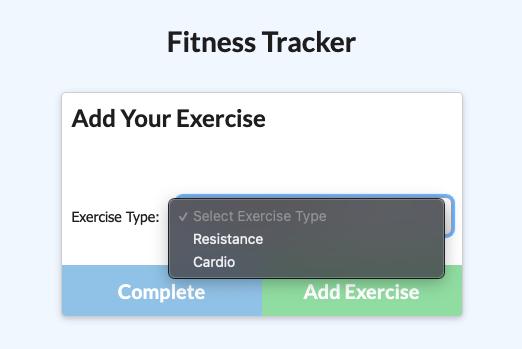 Fitness Tracker
Add Your Exercise
Exercise Type:
✓ Select Exercise Type
Resistance
Cardio
Complete
Add Exercise